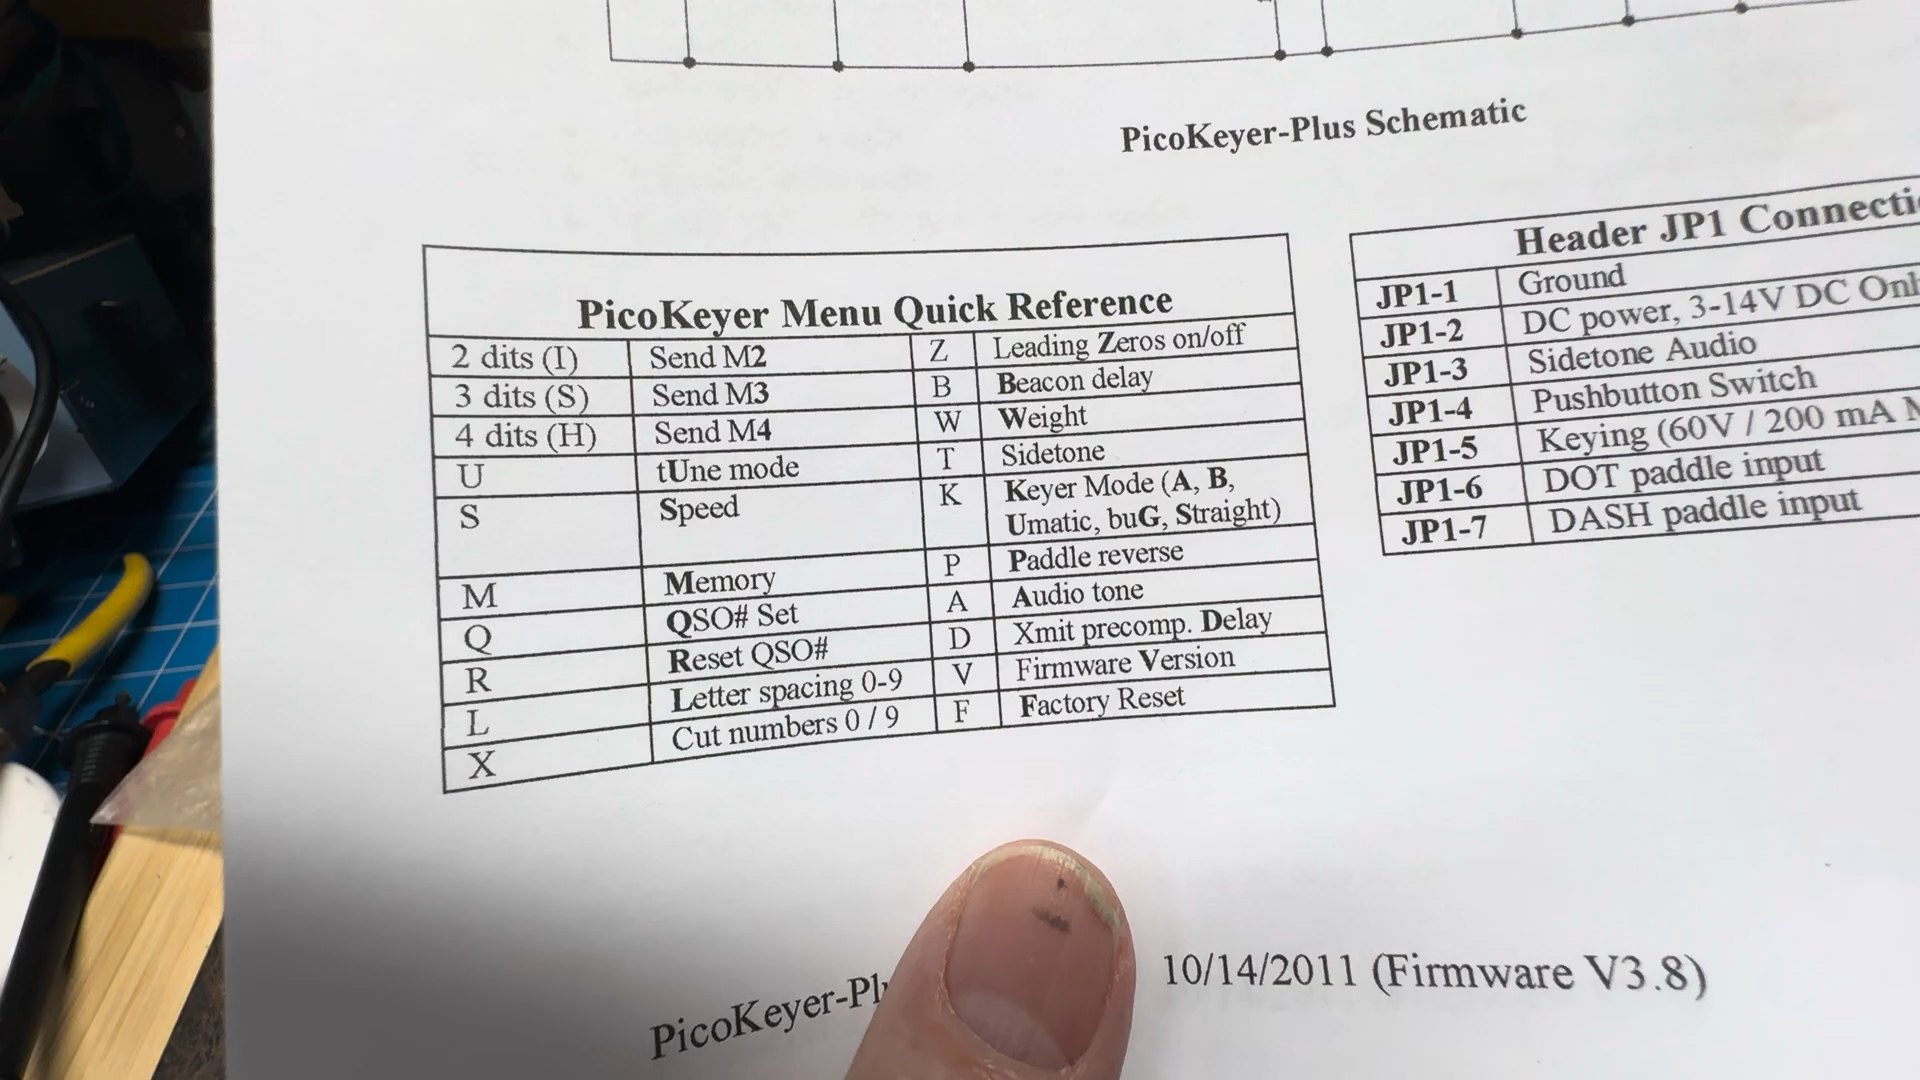 PicoKeyer-Plus Schematic
PicoKeyer Menu Quick Reference
2 dits (I) Send M2 Z Leading Zeros on/off
3 dits (S) Send M3 B Beacon delay
4 dits (H) Send M4 W Weight
U tUne mode T Sidetone
S Speed K Keyer Mode (A, B,
Umatic, buG, Straight)
M Memory P Paddle reverse
Q QSO# Set A Audio tone
R Reset QSO# D Xmit precomp. Delay
L Letter spacing 0-9 V Firmware Version
X Cut numbers 0 / 9 F Factory Reset
Header JP1
JP1-1 Ground
JP1-2 DC power, 3-14V DC
JP1-3 Sidetone Audio
JP1-4 Pushbutton Switch
JP1-5 Keying (60V / 200 mA
JP1-6 DOT paddle input
JP1-7 DASH paddle input
10/14/2011 (Firmware V3.8)